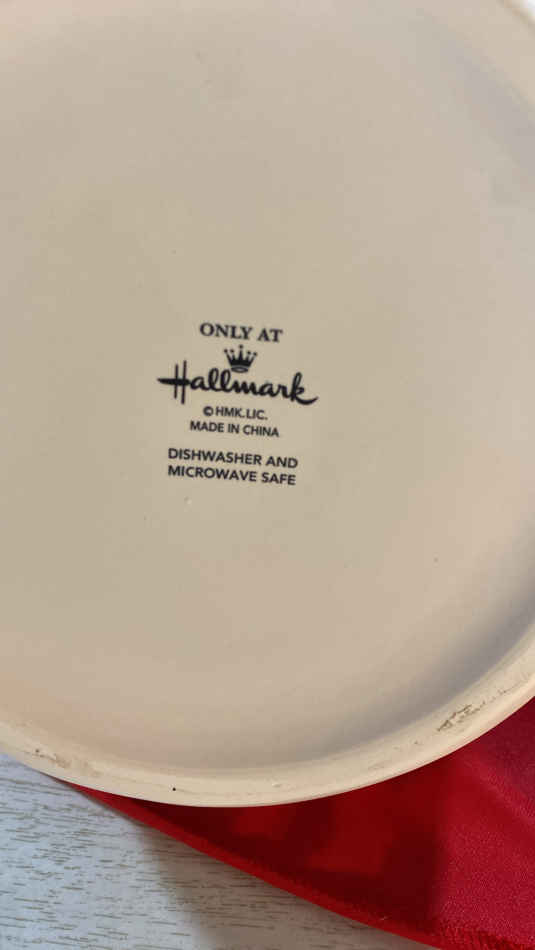 ONLY AT
Hallmark
©HMK.LIC.
MADE IN CHINA
DISHWASHER AND
MICROWAVE SAFE